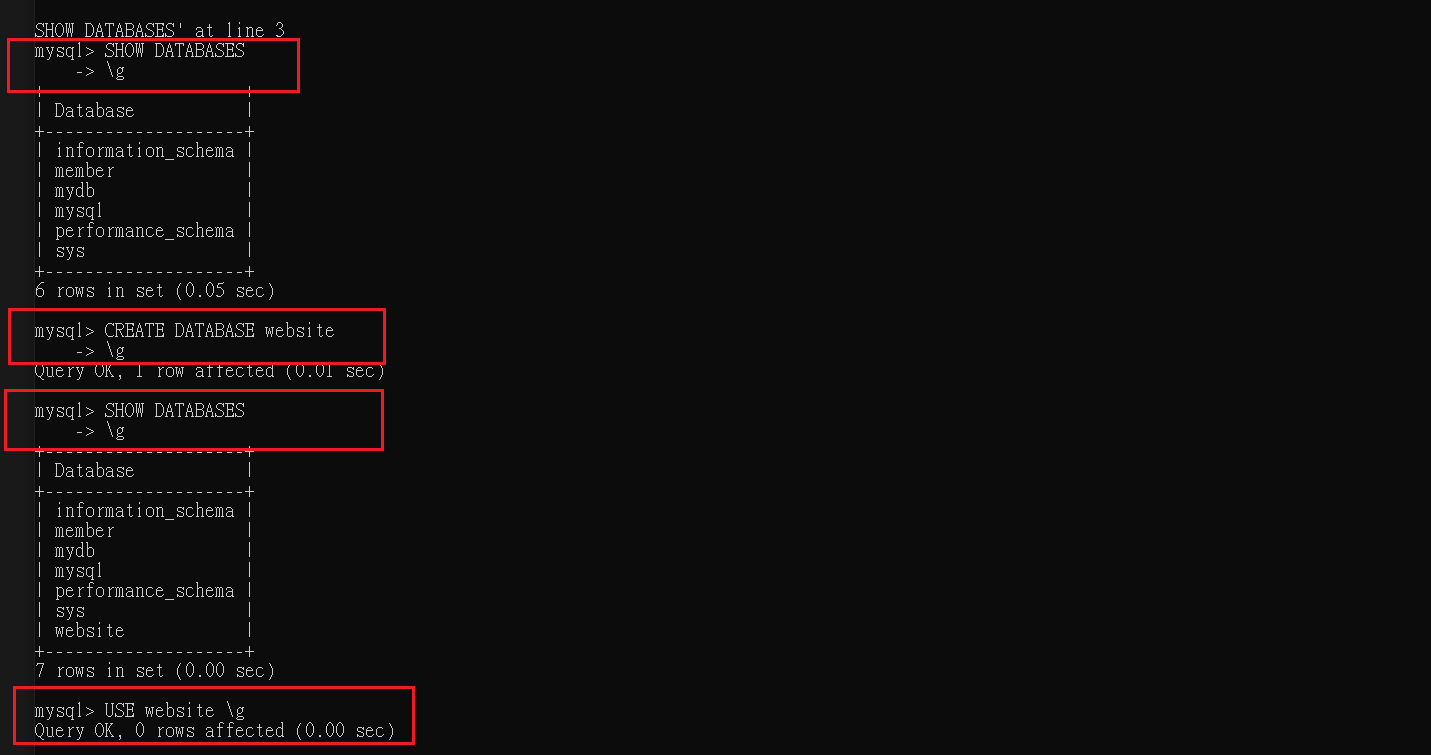 SHOW DATABASES' at line 3
mysql> SHOW DATABASES
    -> \g
| Database           |
+--------------------+
| information_schema |
| member             |
| mydb               |
| mysql              |
| performance_schema |
| sys                |
+--------------------+
6 rows in set (0.05 sec)
mysql> CREATE DATABASE website
    -> \g
Query OK, 1 row affected (0.01 sec)
mysql> SHOW DATABASES
    -> \g
+--------------------+
| Database           |
+--------------------+
| information_schema |
| member             |
| mydb               |
| mysql              |
| performance_schema |
| sys                |
| website            |
+--------------------+
7 rows in set (0.00 sec)
mysql> USE website \g
Query OK, 0 rows affected (0.00 sec)